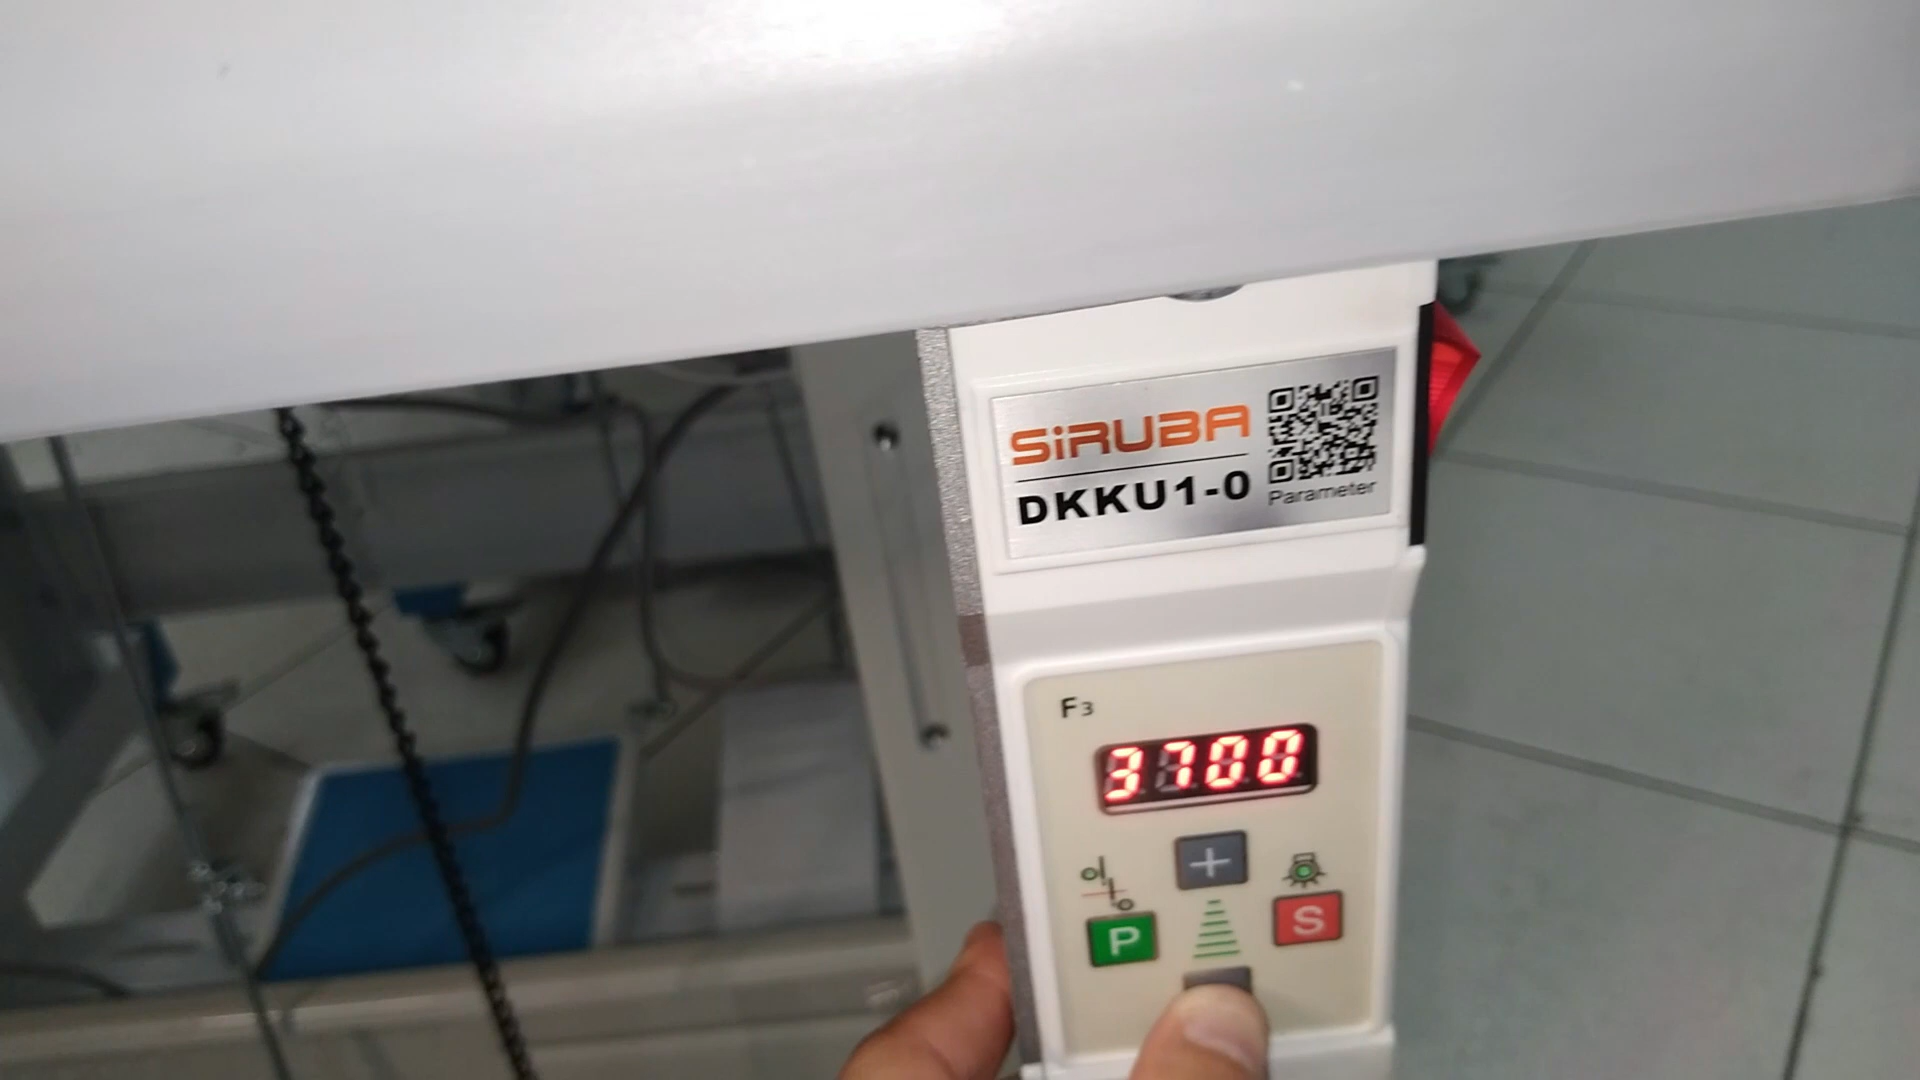 SiRUBA
DKKU1-0
Parameter
F3
3700
+
P
S